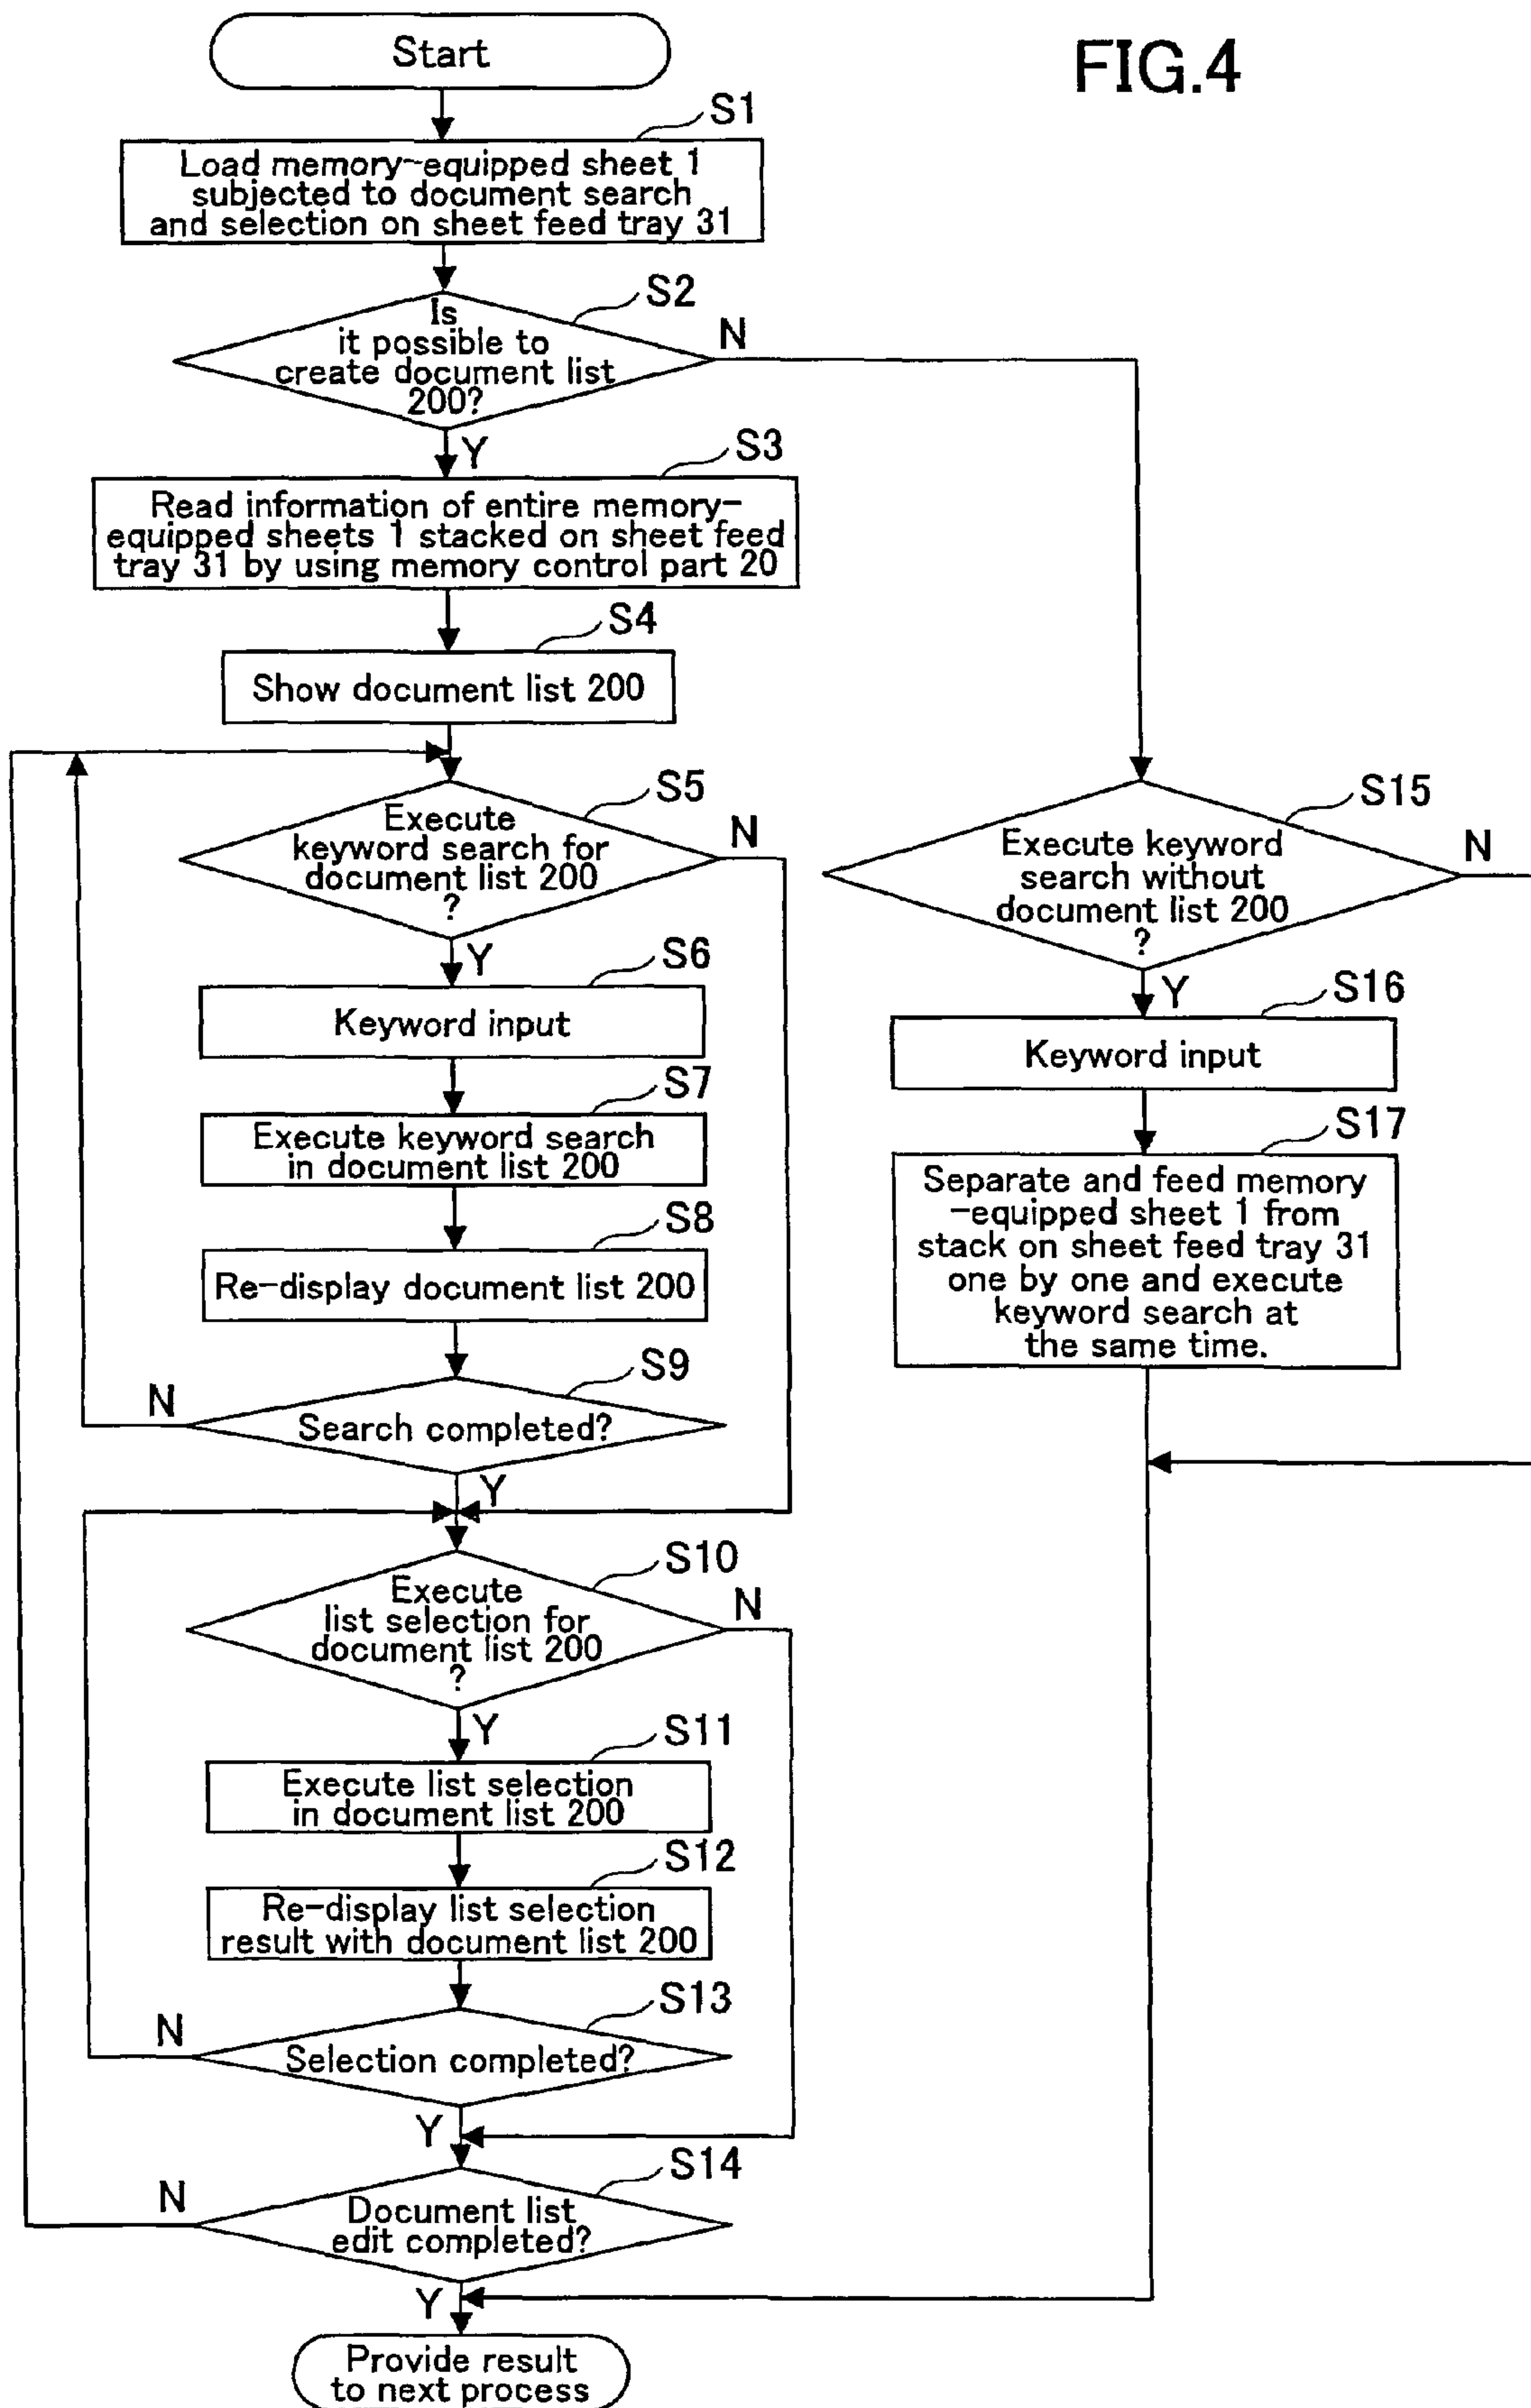 FIG.4
Start
S1
Load memory-equipped sheet 1
subjected to document search
and selection on sheet feed tray 31
S2
Is
it possible to
create document list
200?
N
Y
S3
Read information of entire memory-
equipped sheets 1 stacked on sheet feed
tray 31 by using memory control part 20
S4
Show document list 200
S5
Execute
keyword search for
document list 200
?
N
Y
S6
Keyword input
S7
Execute keyword search
in document list 200
S8
Re-display document list 200
S9
Search completed?
N
Y
S10
Execute
list selection for
document list 200
?
N
Y
S11
Execute list selection
in document list 200
S12
Re-display list selection
result with document list 200
S13
Selection completed?
N
Y
S14
Document list
edit completed?
N
Y
Provide result
to next process
S15
Execute keyword
search without
document list 200
?
N
Y
S16
Keyword input
S17
Separate and feed memory
-equipped sheet 1 from
stack on sheet feed tray 31
one by one and execute
keyword search at
the same time.